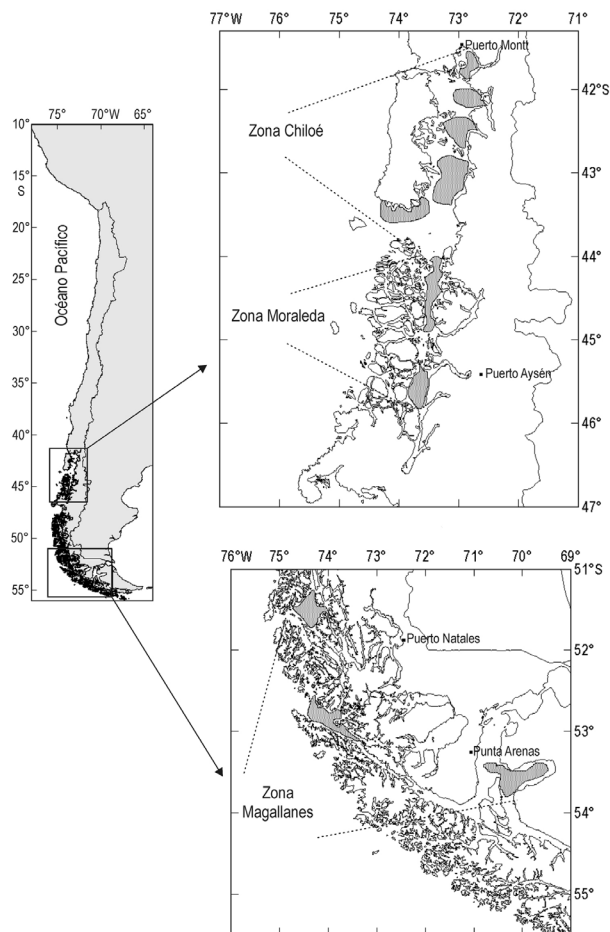 77°W 76° 75° 74° 73° 72° 71°
Puerto Montt
42°S
Zona Chiloé
43°
44°
Zona Moraleda
45°
Puerto Aysén
46°
47°
75° 70°W 65°
10°
15°
S
20°
25°
30°
35°
40°
45°
50°
55°
Océano Pacífico
76°W 75° 74° 73° 72° 71° 70° 69°
51°S
Puerto Natales
52°
53°
Punta Arenas
Zona
Magallanes
54°
55°